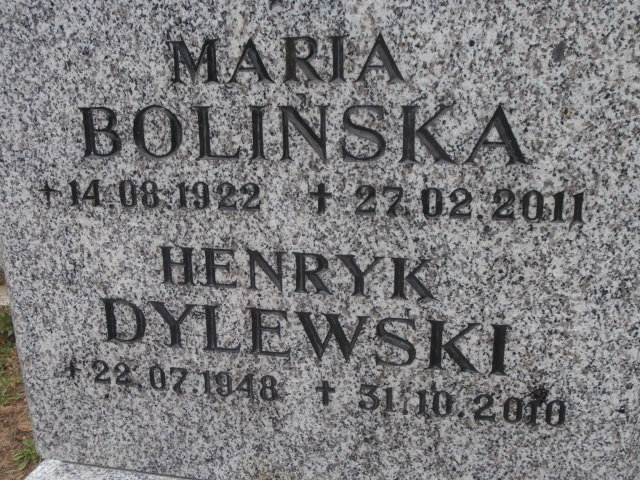 MARIA
BOLIŃSKA
+ 14.08.1922 † 27.02.2011
HENRYK
DYLEWSKI
+ 22.07.1948 † 31.10.2010